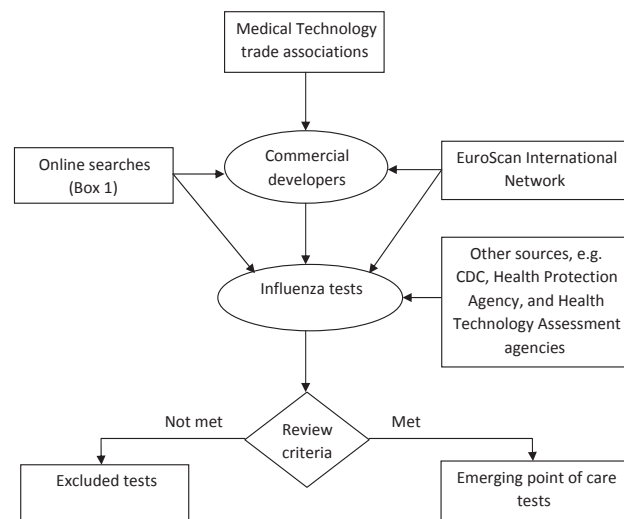 Medical Technology
trade associations
Online searches
(Box 1)
Commercial
developers
EuroScan International
Network
Influenza tests
Other sources, e.g.
CDC, Health Protection
Agency, and Health
Technology Assessment
agencies
Not met
Review
criteria
Met
Excluded tests
Emerging point of care
tests